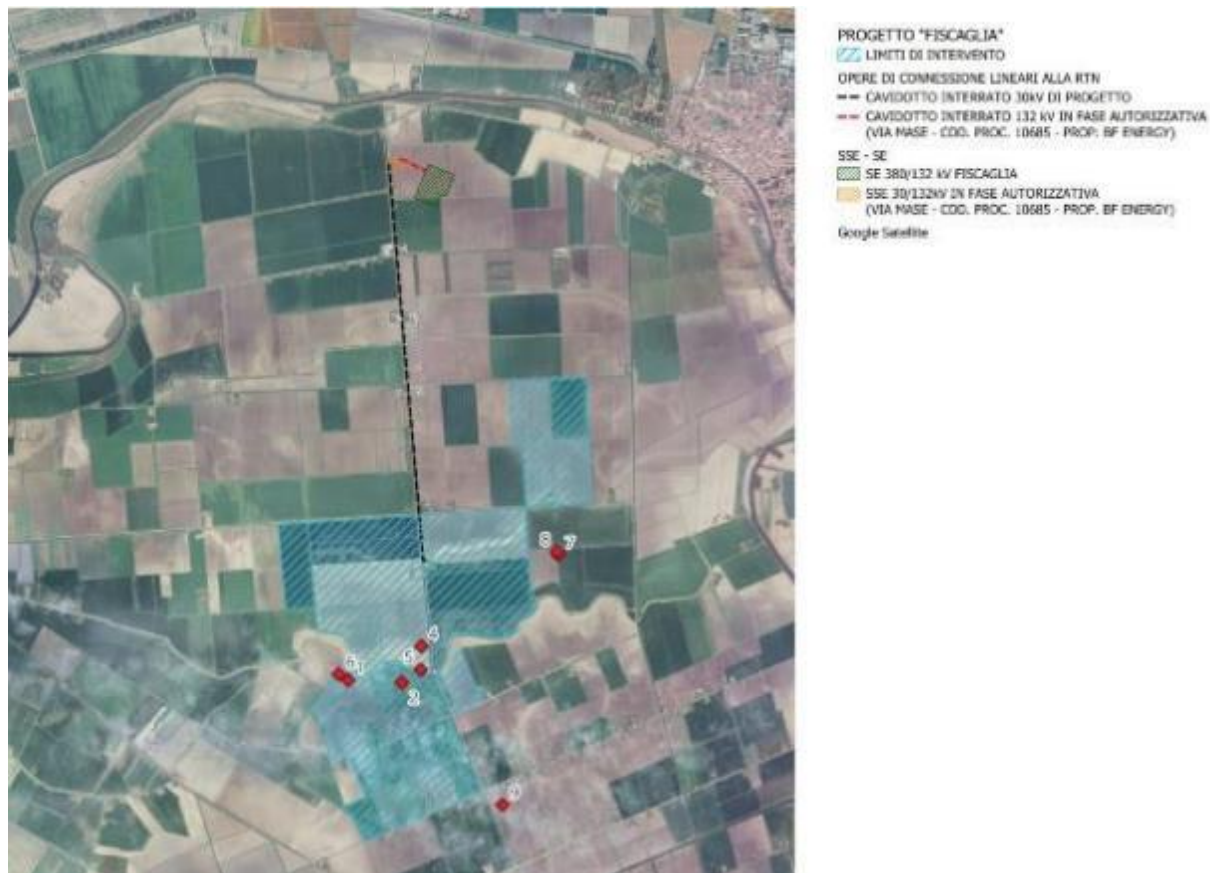 PROGETTO "FISCAGLIA"
LIMITI DI INTERVENTO
OPERE DI CONNESSIONE LINEARI ALLA RTN
CAVIDOTTO INTERRATO 30kV DI PROGETTO
CAVIDOTTO INTERRATO 132 kV IN FASE AUTORIZZATIVA
(VIA MASE - COD. PROC. 10685 - PROP. BF ENERGY)
SSE - SE
SE 380/132 kV FISCAGLIA
SSE 30/132kV IN FASE AUTORIZZATIVA
(VIA MASE - COD. PROC. 10685 - PROP. BF ENERGY)
Google Satellite
8 7
4
5
6 1
2
9